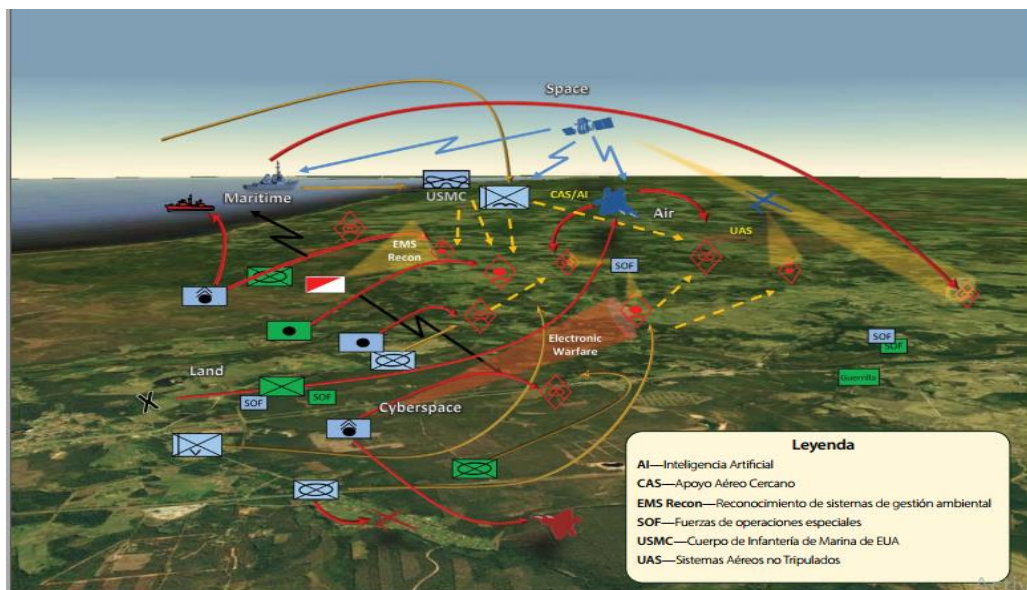 Space
Maritime
USMC
CAS/AI
Air
UAS
EMS
Recon
SOF
Electronic
Warfare
SOF
SOF
Guerrilla
Land
SOF
SOF
Cyberspace
Leyenda
AI—Inteligencia Artificial
CAS—Apoyo Aéreo Cercano
EMS Recon—Reconocimiento de sistemas de gestión ambiental
SOF—Fuerzas de operaciones especiales
USMC—Cuerpo de Infantería de Marina de EUA
UAS—Sistemas Aéreos no Tripulados